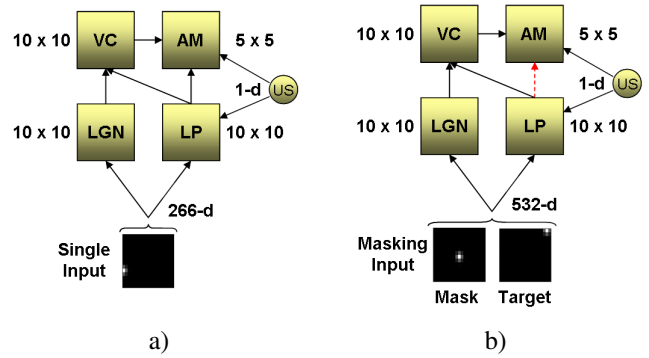 10 x 10 VC AM 5 x 5
1-d US
10 x 10 LGN LP 10 x 10
266-d
Single
Input
a)
10 x 10 VC AM 5 x 5
1-d US
10 x 10 LGN LP 10 x 10
532-d
Masking
Input
Mask Target
b)